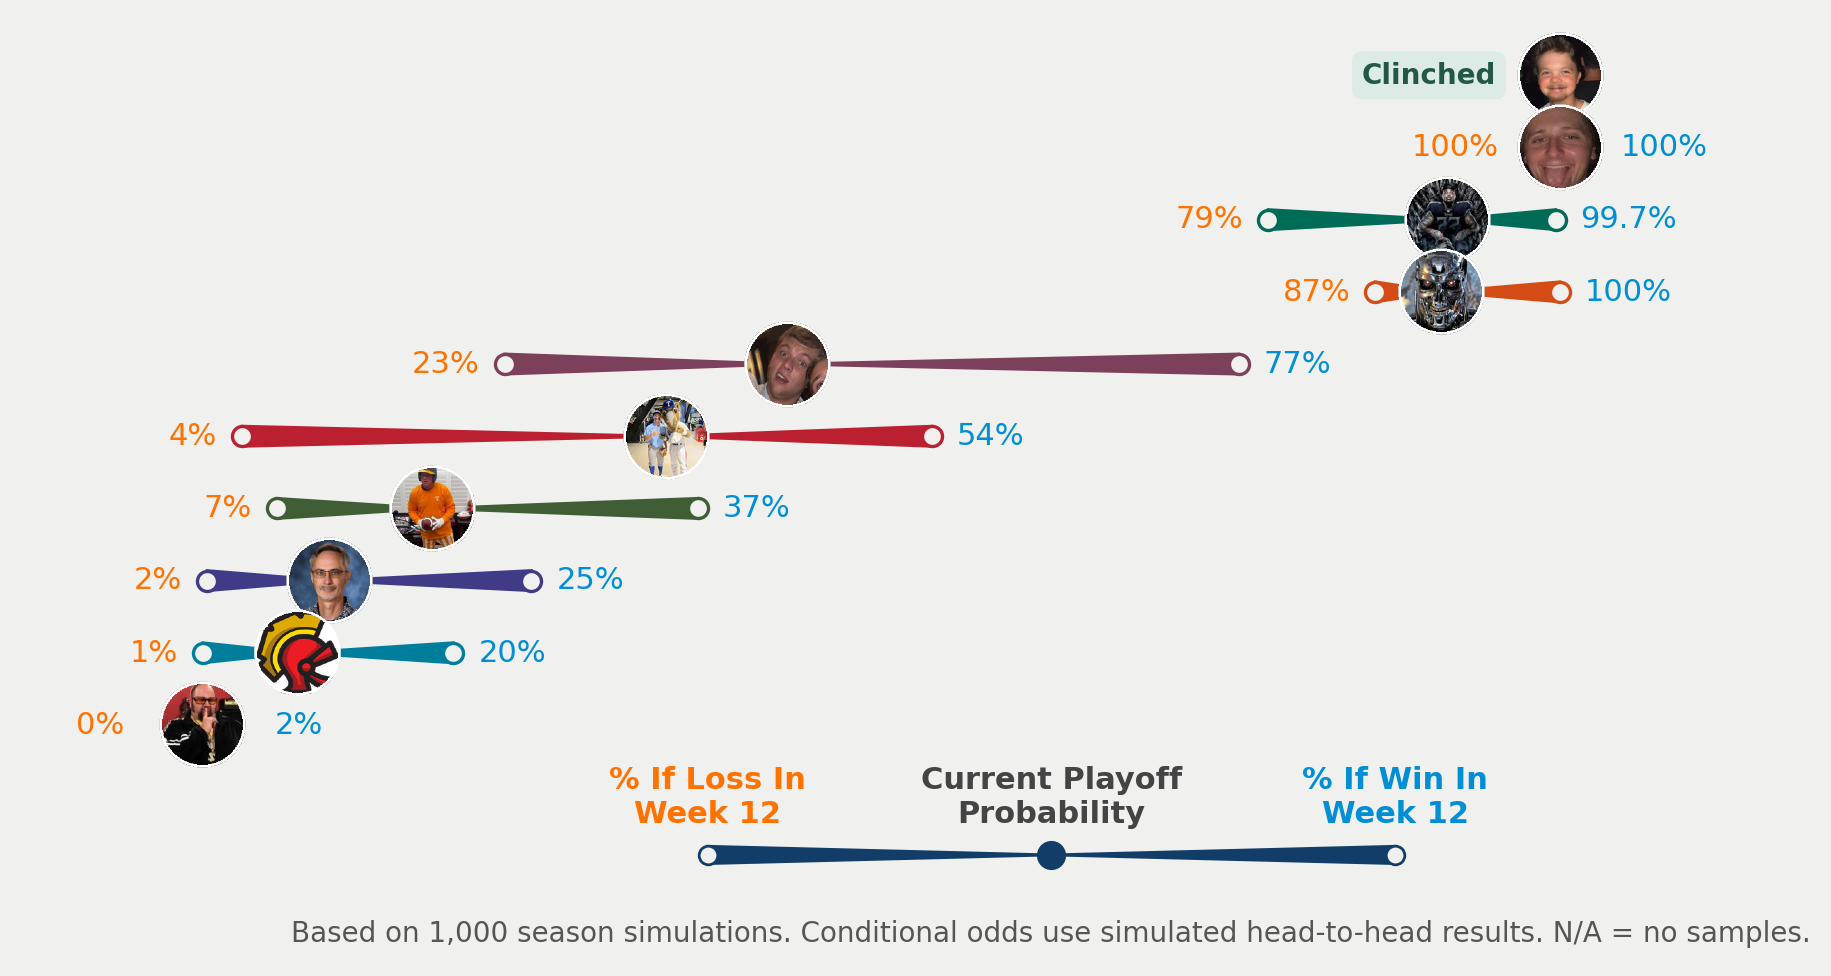 Clinched
100% 100%
79% 99.7%
87% 100%
23% 77%
4% 54%
7% 37%
2% 25%
1% 20%
0% 2%
% If Loss In
Week 12
Current Playoff
Probability
% If Win In
Week 12
Based on 1,000 season simulations. Conditional odds use simulated head-to-head results. N/A = no samples.